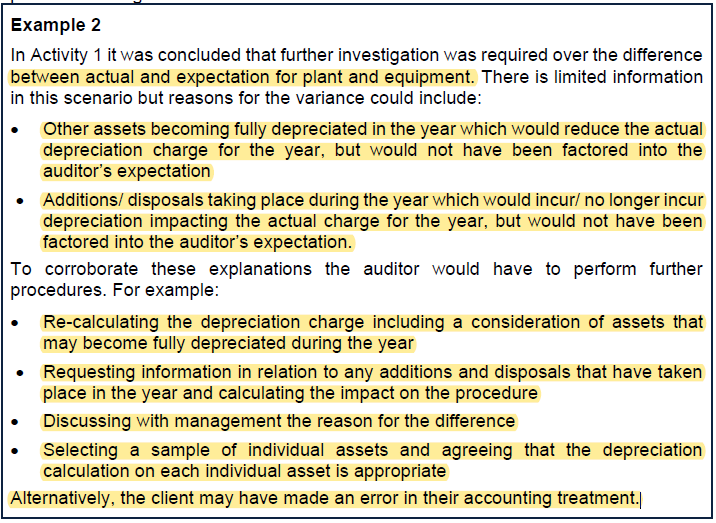 Example 2
In Activity 1 it was concluded that further investigation was required over the difference
between actual and expectation for plant and equipment. There is limited information
in this scenario but reasons for the variance could include:
• Other assets becoming fully depreciated in the year which would reduce the actual
depreciation charge for the year, but would not have been factored into the
auditor's expectation
• Additions/ disposals taking place during the year which would incur/ no longer incur
depreciation impacting the actual charge for the year, but would not have been
factored into the auditor's expectation.
To corroborate these explanations the auditor would have to perform further
procedures. For example:
• Re-calculating the depreciation charge including a consideration of assets that
may become fully depreciated during the year
• Requesting information in relation to any additions and disposals that have taken
place in the year and calculating the impact on the procedure
• Discussing with management the reason for the difference
• Selecting a sample of individual assets and agreeing that the depreciation
calculation on each individual asset is appropriate
Alternatively, the client may have made an error in their accounting treatment.